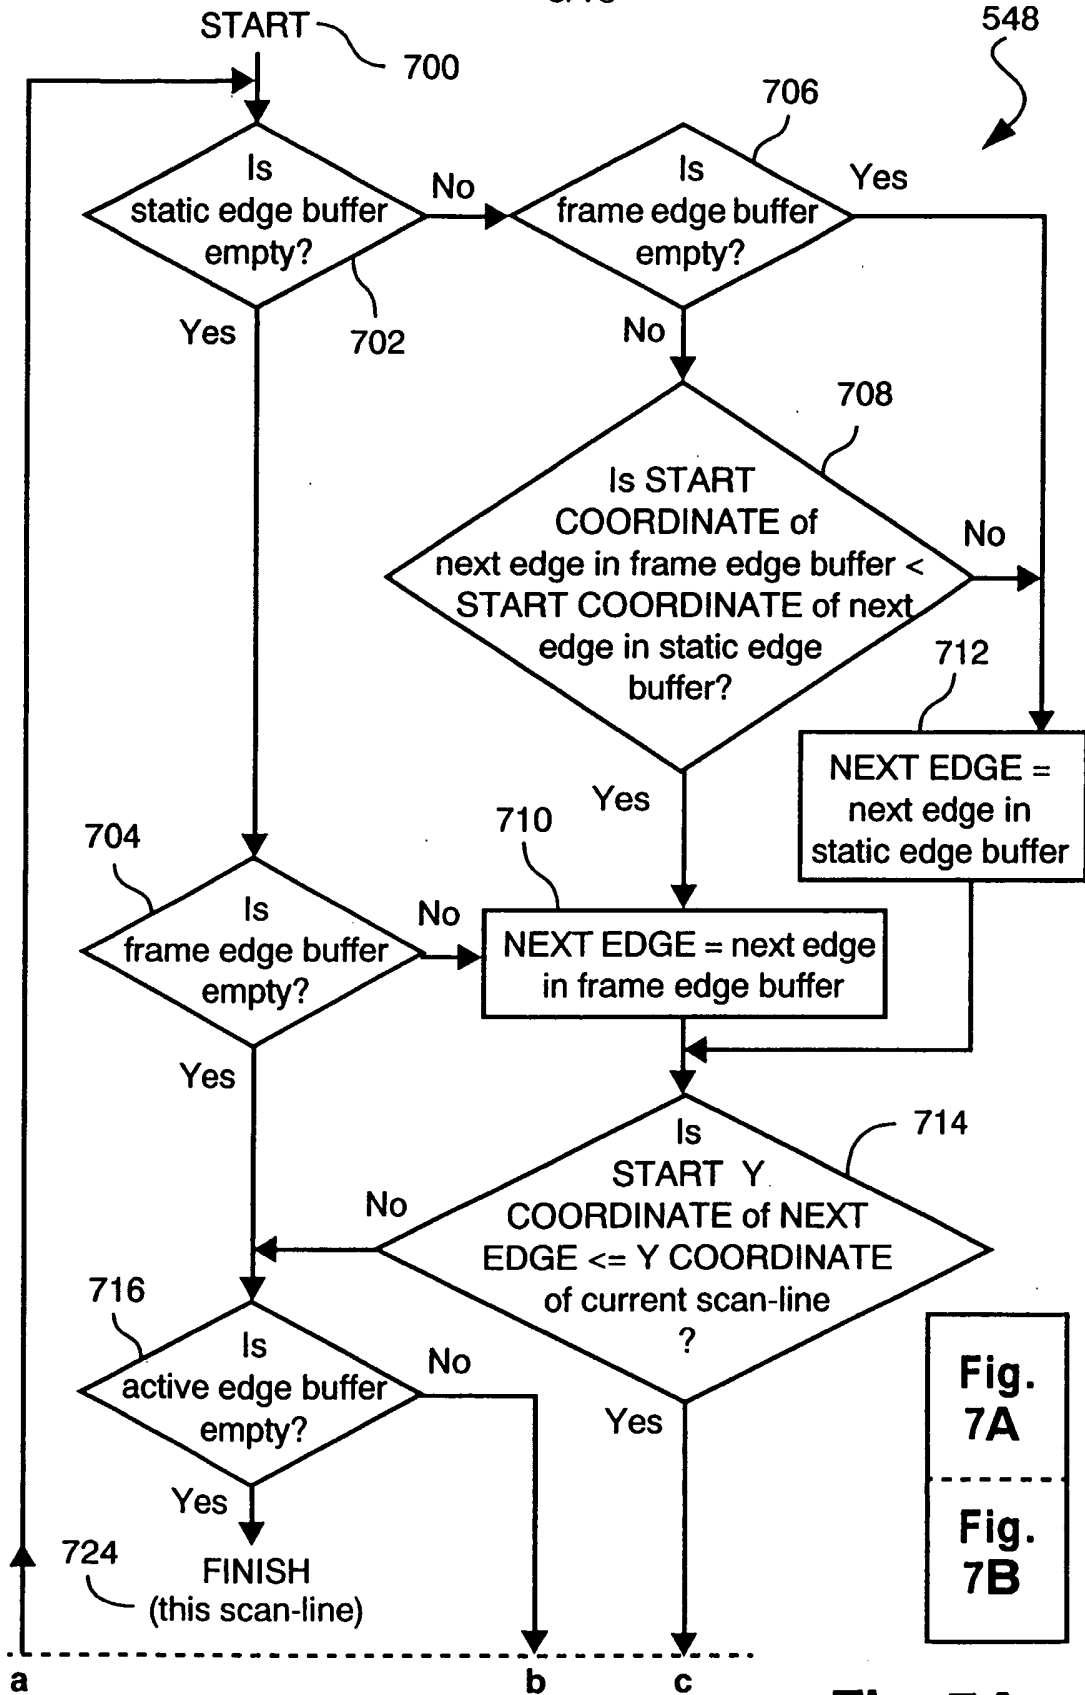 START
700
548
706
Is
static edge buffer
empty?
No
702
Yes
Is
frame edge buffer
empty?
Yes
No
708
Is START
COORDINATE of
next edge in frame edge buffer <
START COORDINATE of next
edge in static edge
buffer?
No
712
Yes
NEXT EDGE =
next edge in
static edge buffer
704
Is
frame edge buffer
empty?
No
710
NEXT EDGE = next edge
in frame edge buffer
Yes
714
Is
START Y
COORDINATE of NEXT
EDGE <= Y COORDINATE
of current scan-line
?
No
716
Is
active edge buffer
empty?
No
Yes
Yes
724
FINISH
(this scan-line)
Fig.
7A
Fig.
7B
a
b
c